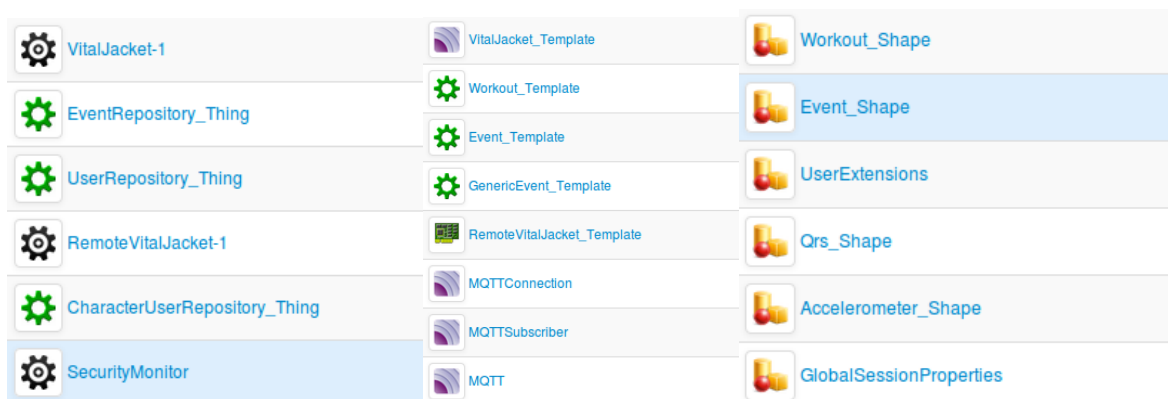 VitalJacket-1
EventRepository_Thing
UserRepository_Thing
RemoteVitalJacket-1
CharacterUserRepository_Thing
SecurityMonitor
VitalJacket_Template
Workout_Template
Event_Template
GenericEvent_Template
RemoteVitalJacket_Template
MQTTConnection
MQTTSubscriber
MQTT
Workout_Shape
Event_Shape
UserExtensions
Qrs_Shape
Accelerometer_Shape
GlobalSessionProperties